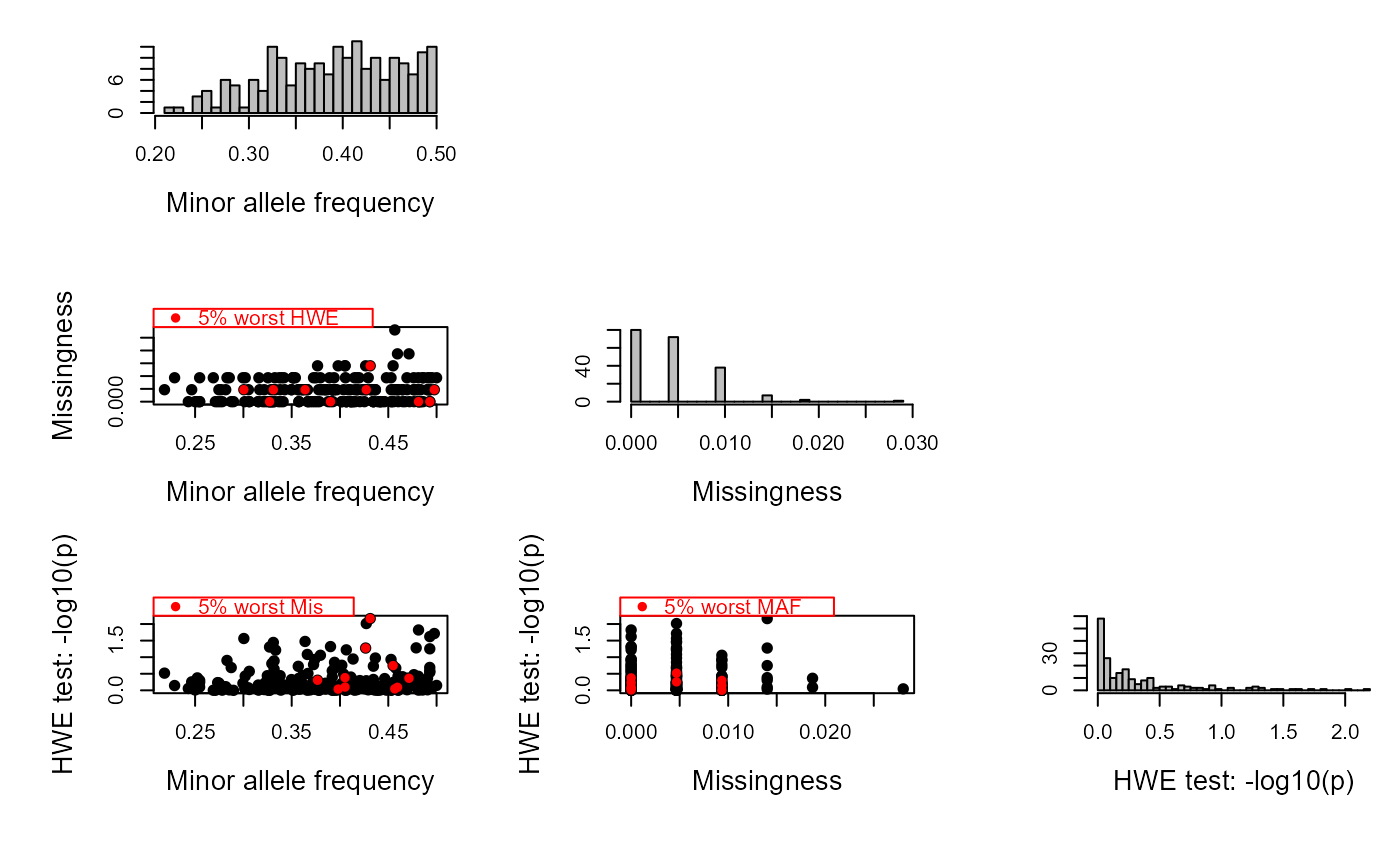 6
0
0.20 0.30 0.40 0.50
Minor allele frequency
Missingness
5% worst HWE
0.000
0.25 0.35 0.45
Minor allele frequency
40
0
0.000 0.010 0.020 0.030
Missingness
HWE test: -log10(p)
5% worst Mis
1.5
0.0
0.25 0.35 0.45
Minor allele frequency
HWE test: -log10(p)
5% worst MAF
1.5
0.0
0.000 0.010 0.020
Missingness
30
0
0.0 0.5 1.0 1.5 2.0
HWE test: -log10(p)